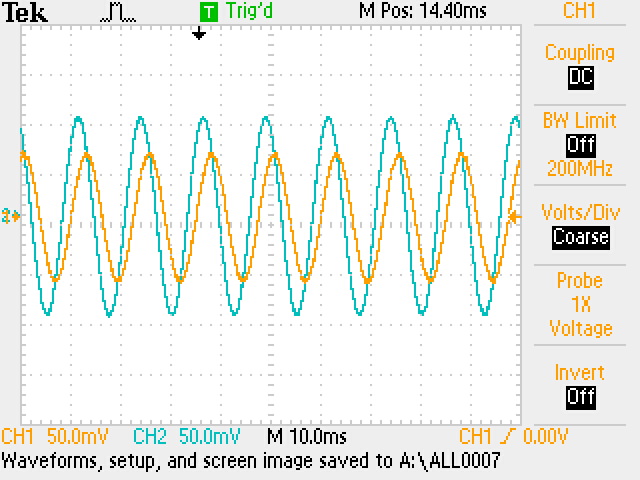 Tek T Trig'd M Pos: 14.40ms CH1
Coupling
DC
BW Limit
Off
200MHz
2
Volts/Div
Coarse
Probe
1X
Voltage
Invert
Off
CH1 50.0mV CH2 50.0mV M 10.0ms CH1 0.00V
Waveforms, setup, and screen image saved to A:\ALL0007